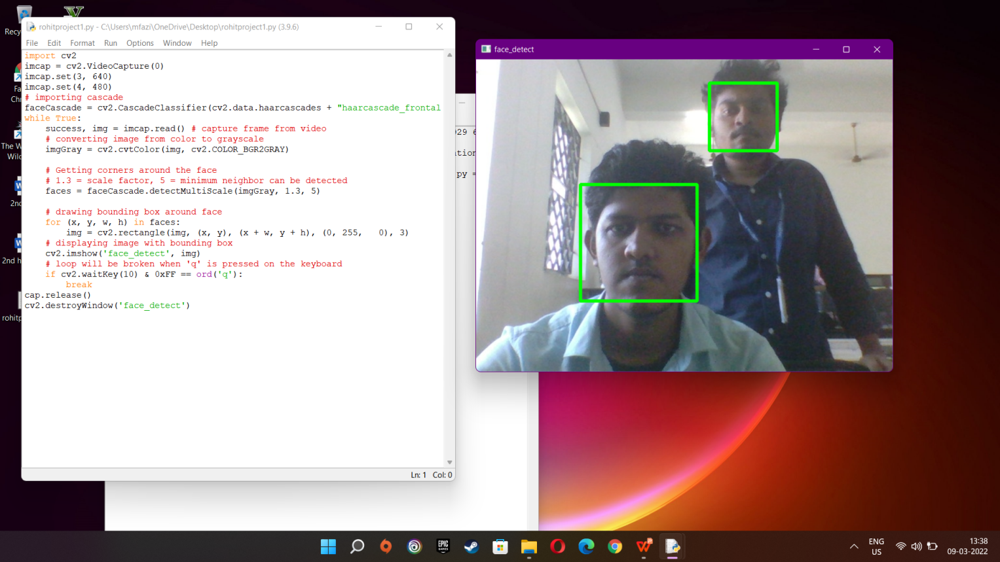 Recy
rohitproject1.py - C:\Users\mfazi\OneDrive\Desktop\rohitproject1.py (3.9.6)
File Edit Format Run Options Window Help
import cv2
imcap = cv2.VideoCapture(0)
imcap.set(3, 640)
imcap.set(4, 480)
# importing cascade
faceCascade = cv2.CascadeClassifier(cv2.data.haarcascades + "haarcascade_frontal
while True:
    success, img = imcap.read() # capture frame from video
    # converting image from color to grayscale
    imgGray = cv2.cvtColor(img, cv2.COLOR_BGR2GRAY)
    # Getting corners around the face
    # 1.3 = scale factor, 5 = minimum neighbor can be detected
    faces = faceCascade.detectMultiScale(imgGray, 1.3, 5)
    # drawing bounding box around face
    for (x, y, w, h) in faces:
        img = cv2.rectangle(img, (x, y), (x + w, y + h), (0, 255,   0), 3)
    # displaying image with bounding box
    cv2.imshow('face_detect', img)
    # loop will be broken when 'q' is pressed on the keyboard
    if cv2.waitKey(10) & 0xFF == ord('q'):
        break
cap.release()
cv2.destroyWindow('face_detect')
Ln: 1 Col: 0
Fa
Chr
The W
Wild
2nd
2nd h
rohitp
929 6
ation
py =
face_detect
EPIC
GAMES
ENG
US
13:38
09-03-2022